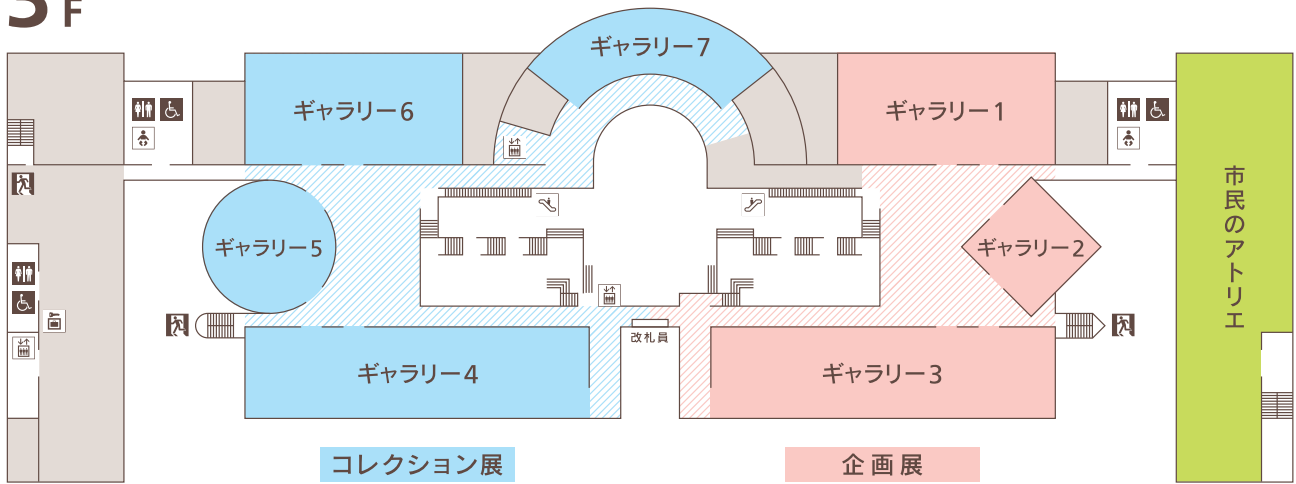 3F
ギャラリー7
ギャラリー6
ギャラリー1
ギャラリー5
ギャラリー2
市民のアトリエ
改札員
ギャラリー4
ギャラリー3
コレクション展
企画展